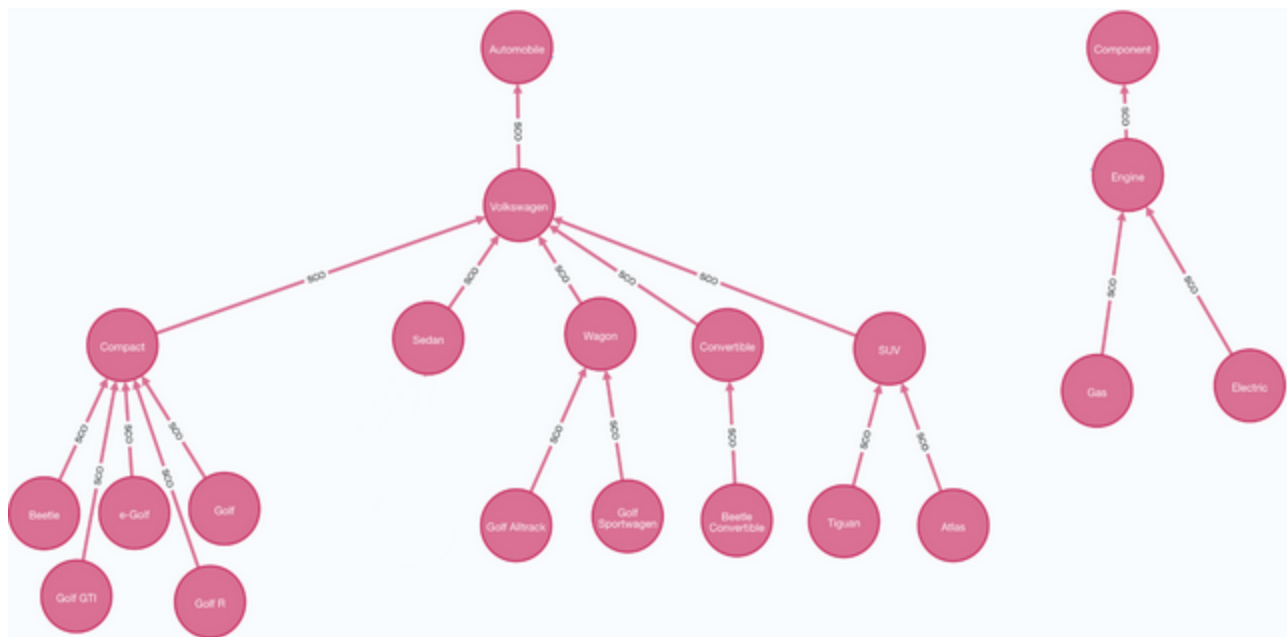 Automobile
Component
SCO
SCO
Engine
Volkswagen
SCO
SCO
SCO
SCO
SCO
SCO
SCO
Compact
Sedan
Wagon
Convertible
SUV
Gas
Electric
SCO
SCO
SCO
SCO
SCO
SCO
SCO
SCO
SCO
SCO
Beetle
e-Golf
Golf
Golf Alltrack
Golf
Sportwagen
Beetle
Convertible
Tiguan
Atlas
Golf GTI
Golf R